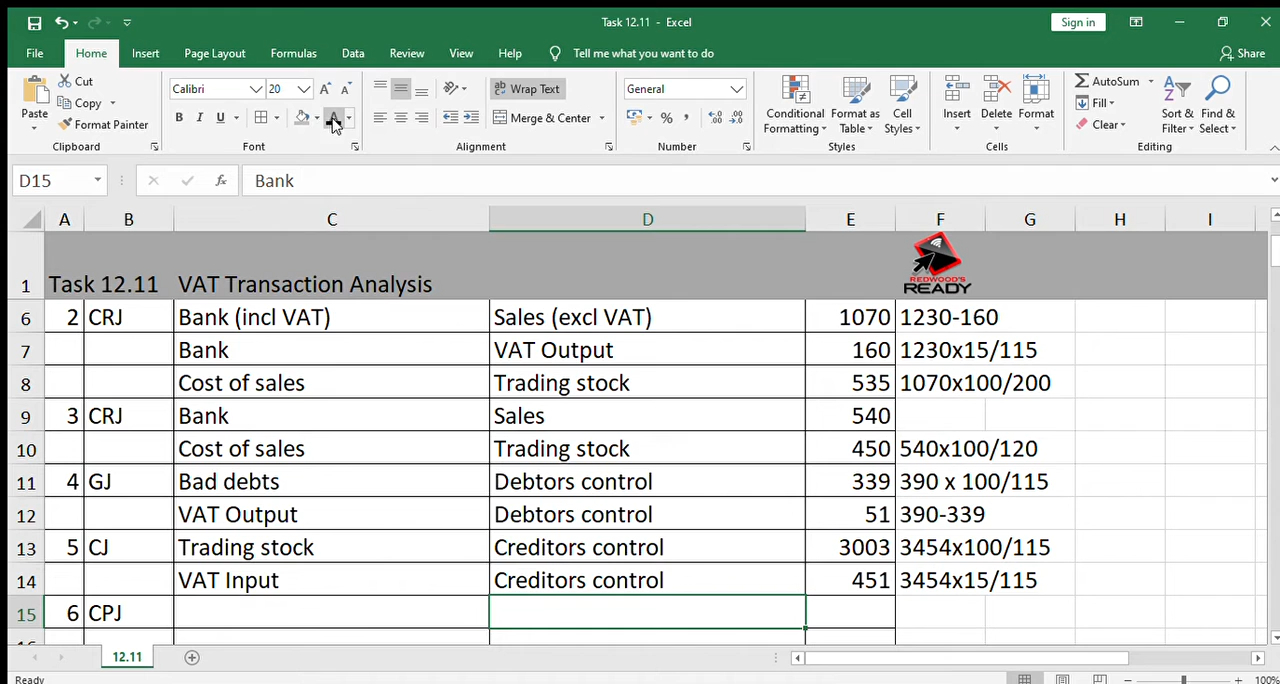 Task 12.11 - Excel
Sign in
File Home Insert Page Layout Formulas Data Review View Help Tell me what you want to do Share
Paste Cut Copy Format Painter Clipboard
Calibri 20 B I U A Font
ab Wrap Text Merge & Center Alignment
General % , Number
Conditional Formatting Format as Table Cell Styles Styles
Insert Delete Format Cells
AutoSum Fill Clear Sort & Filter Find & Select Editing
D15 fx Bank
A B C D E F G H I
1 Task 12.11 VAT Transaction Analysis REDWOOD'S READY
6 2 CRJ Bank (incl VAT) Sales (excl VAT) 1070 1230-160
7 Bank VAT Output 160 1230x15/115
8 Cost of sales Trading stock 535 1070x100/200
9 3 CRJ Bank Sales 540
10 Cost of sales Trading stock 450 540x100/120
11 4 GJ Bad debts Debtors control 339 390 x 100/115
12 VAT Output Debtors control 51 390-339
13 5 CJ Trading stock Creditors control 3003 3454x100/115
14 VAT Input Creditors control 451 3454x15/115
15 6 CPJ
12.11
Ready 100%